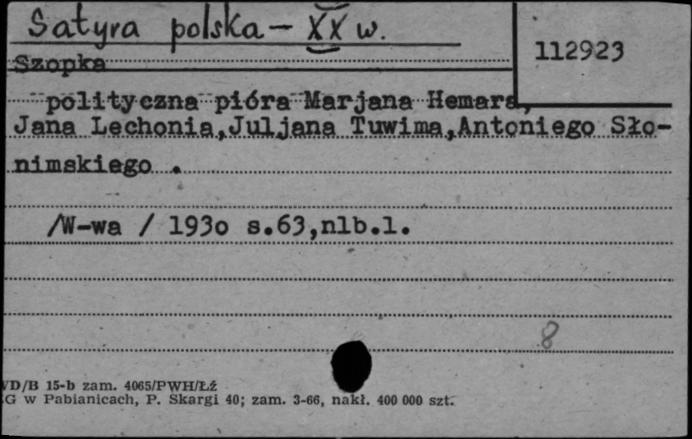 Satyra polska - XX w.
112923
Szopka
polityczna pióra Marjana Hemara,
Jana Lechonia,Juljana Tuwima,Antoniego Sło-
nimskiego .
/W-wa / 193o s.63,nlb.l.
8
WD/B 15-b zam. 4065/PWH/Łź
.G w Pabianicach, P. Skargi 40; zam. 3-66, nakł. 400 000 szt.